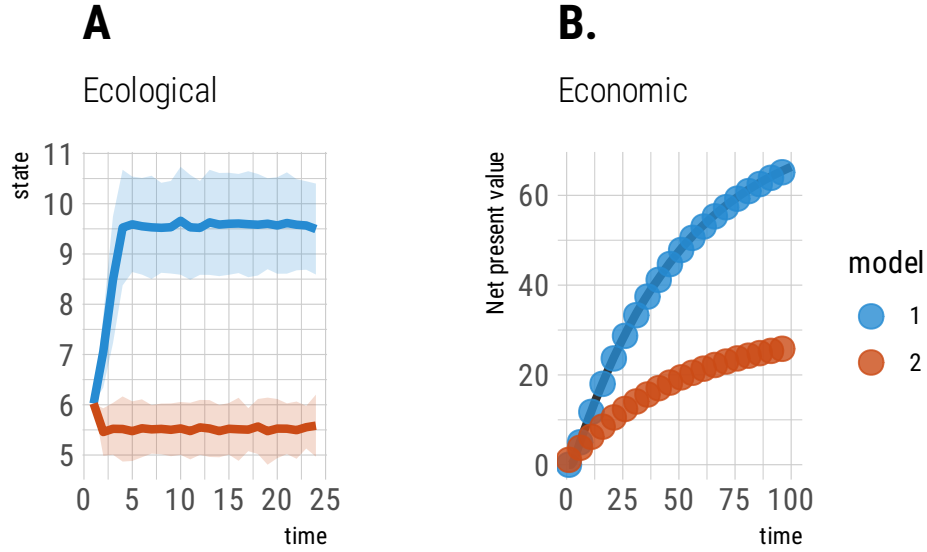 A
Ecological
state
11
10
9
8
7
6
5
0 5 10 15 20 25
time
B.
Economic
Net present value
60
40
20
0
0 25 50 75 100
time
model
1
2